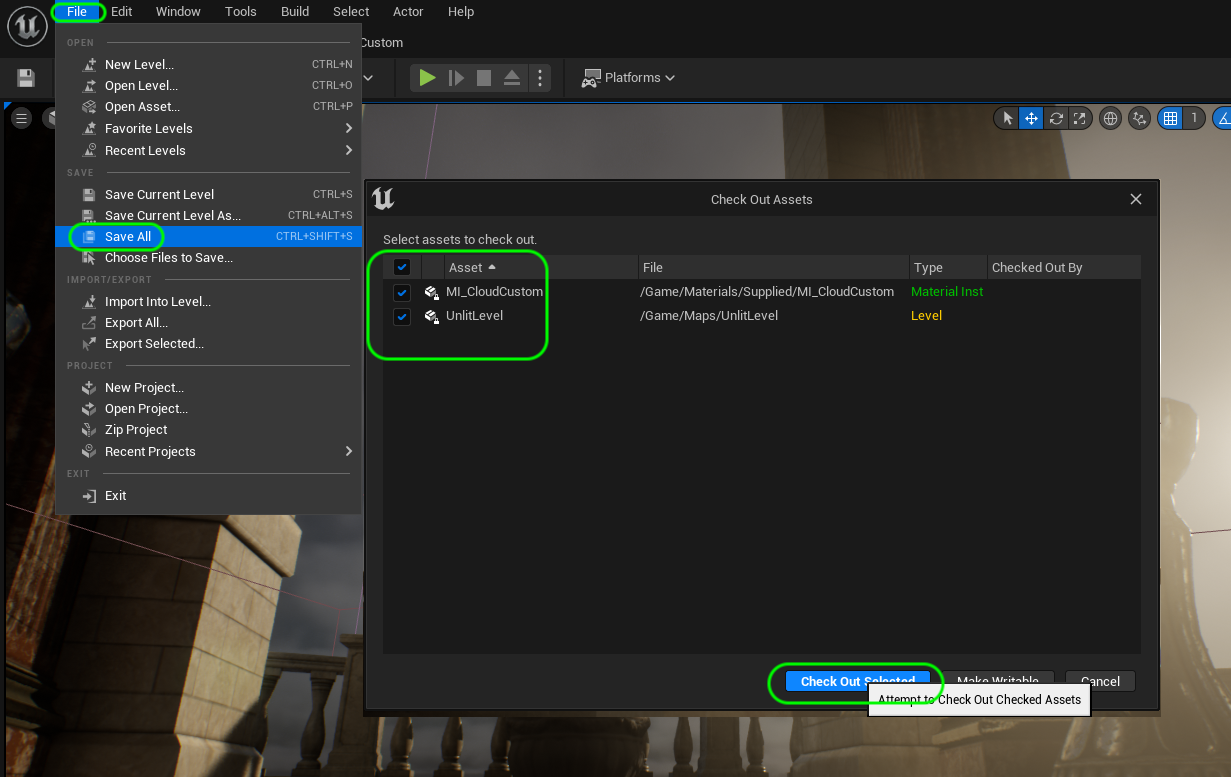 File Edit Window Tools Build Select Actor Help
Custom
OPEN
New Level... CTRL+N
Open Level... CTRL+O
Open Asset... CTRL+P
Favorite Levels
Recent Levels
SAVE
Save Current Level CTRL+S
Save Current Level As... CTRL+ALT+S
Save All CTRL+SHIFT+S
Choose Files to Save...
IMPORT/EXPORT
Import Into Level...
Export All...
Export Selected...
PROJECT
New Project...
Open Project...
Zip Project
Recent Projects
EXIT
Exit
Platforms
1
Check Out Assets
Select assets to check out.
Asset File Type Checked Out By
MI_CloudCustom /Game/Materials/Supplied/MI_CloudCustom Material Inst
UnlitLevel /Game/Maps/UnlitLevel Level
Check Out Selected Make Writable Cancel
Attempt to Check Out Checked Assets